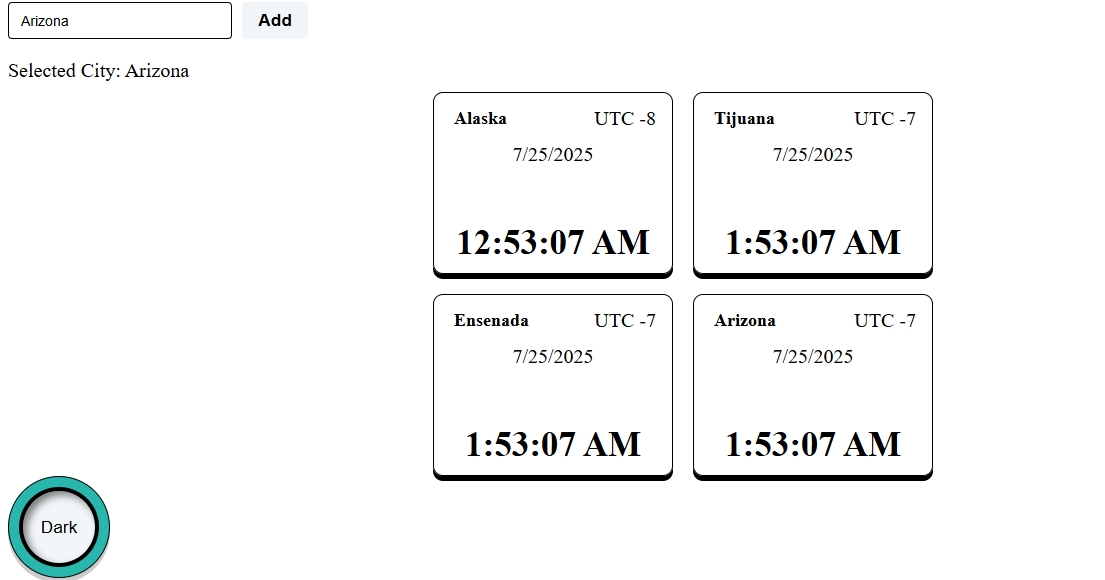 Arizona Add
Selected City: Arizona
Alaska UTC -8
7/25/2025
12:53:07 AM
Tijuana UTC -7
7/25/2025
1:53:07 AM
Ensenada UTC -7
7/25/2025
1:53:07 AM
Arizona UTC -7
7/25/2025
1:53:07 AM
Dark